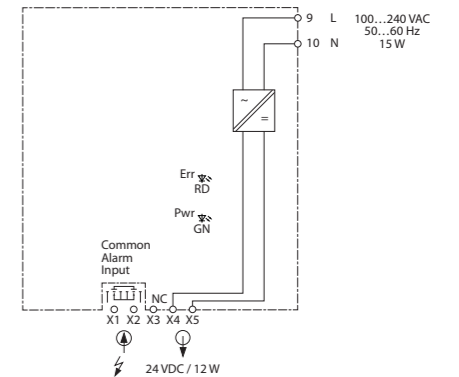 9 L 100...240 VAC
50...60 Hz
10 N 15 W
~
=
Err
RD
Pwr
GN
Common
Alarm
Input
NC
X1 X2 X3 X4 X5
24 VDC / 12 W